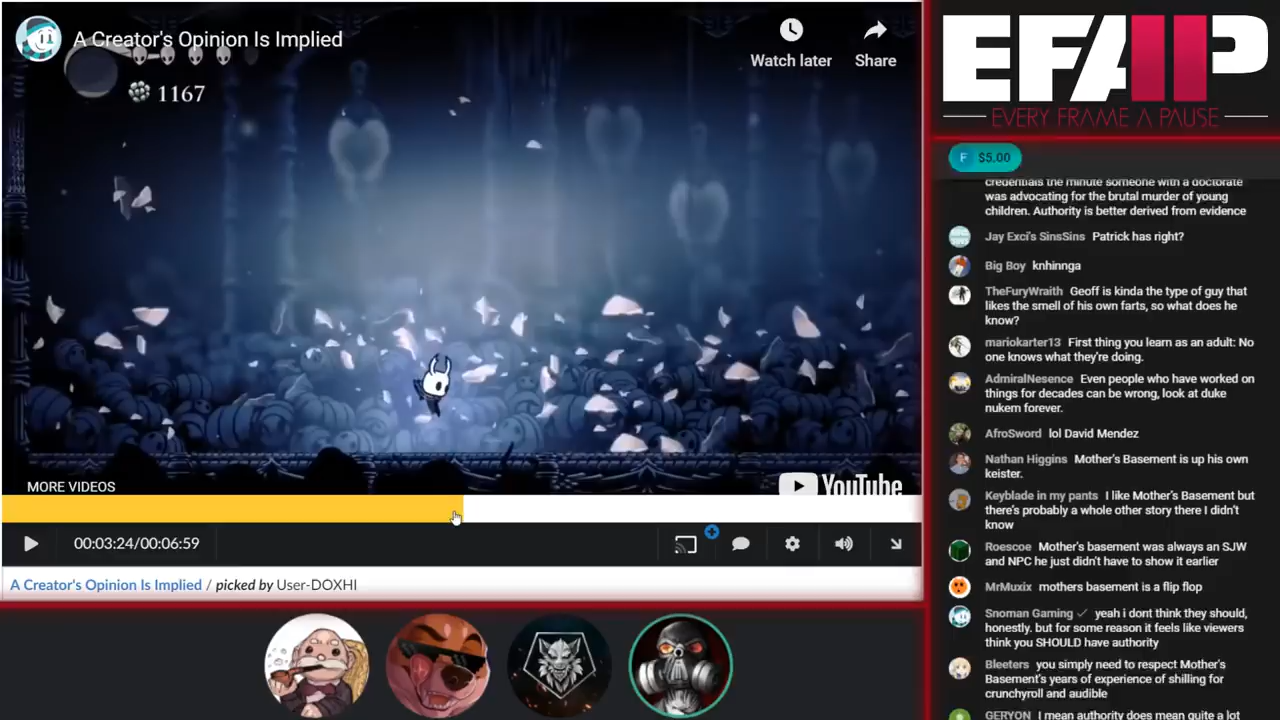 A Creator's Opinion Is Implied
Watch later
Share
1167
MORE VIDEOS
YouTube
00:03:24/00:06:59
A Creator's Opinion Is Implied / picked by User-DOXHI
EFAP
EVERY FRAME A PAUSE
F $5.00
credentials the minute someone with a doctorate
was advocating for the brutal murder of young
children. Authority is better derived from evidence
Jay Exci's SinsSins Patrick has right?
Big Boy knhinnga
TheFuryWraith Geoff is kinda the type of guy that
likes the smell of his own farts, so what does he
know?
mariokarter13 First thing you learn as an adult: No
one knows what they're doing.
AdmiralNesence Even people who have worked on
things for decades can be wrong, look at duke
nukem forever.
AfroSword lol David Mendez
Nathan Higgins Mother's Basement is up his own
keister.
Keyblade in my pants I like Mother's Basement but
there's probably a whole other story there I didn't
know
Roescoe Mother's basement was always an SJW
and NPC he just didn't have to show it earlier
MrMuxix mothers basement is a flip flop
Snoman Gaming ✓ yeah i dont think they should,
honestly. but for some reason it feels like viewers
think you SHOULD have authority
Bleeters you simply need to respect Mother's
Basement's years of experience of shilling for
crunchyroll and audible
GERYON I mean authority does mean quite a lot